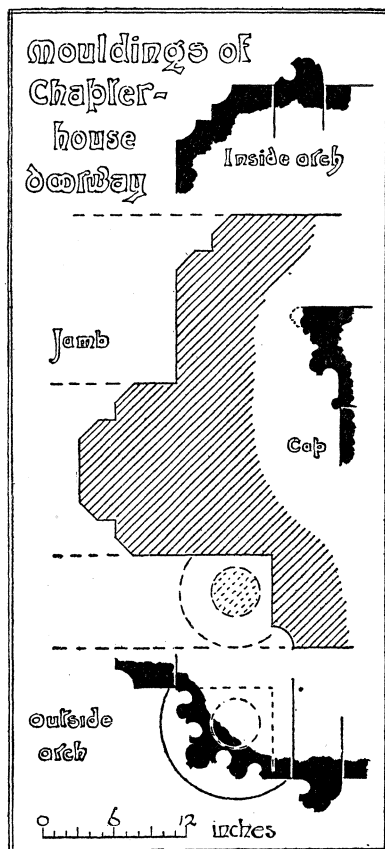 Mouldings of
Chapter-
house
doorway
Inside arch
Jamb
Cap
Outside
arch
0 6 12 inches